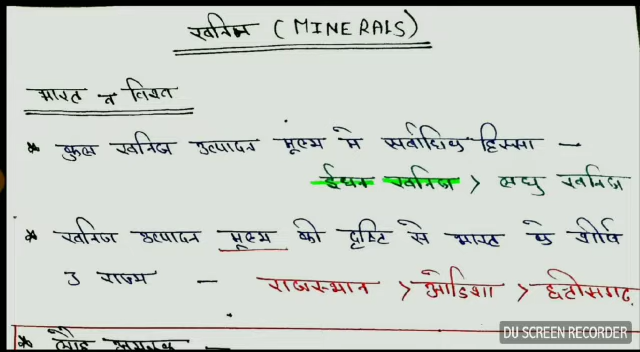 खनिज (MINERALS)
भारत व विश्व
* कुल खनिज उत्पादन मूल्य मे सर्वाधिक हिस्सा -
ईंधन खनिज > लघु खनिज
* खनिज उत्पादन मूल्य की दृष्टि से भारत के शीर्ष
3 राज्य - राजस्थान > ओडिशा > छत्तीसगढ़
* लौह अयस्क -
DU SCREEN RECORDER